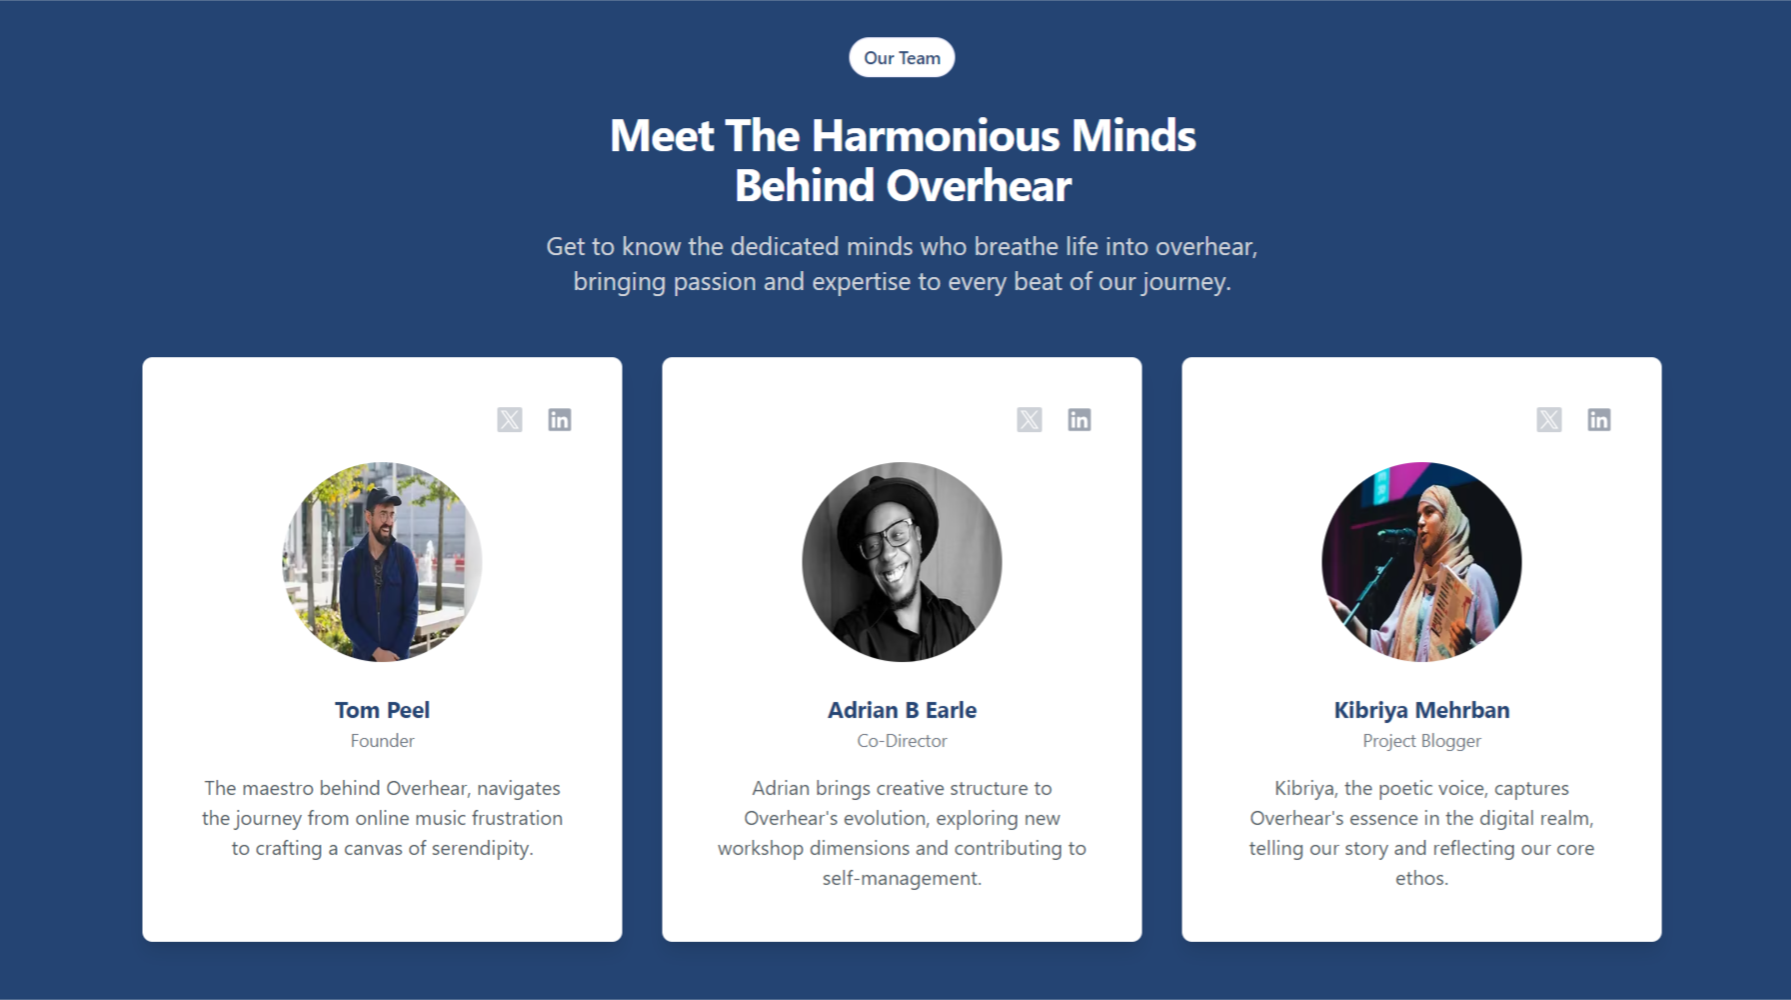 Our Team
Meet The Harmonious Minds
Behind Overhear
Get to know the dedicated minds who breathe life into overhear,
bringing passion and expertise to every beat of our journey.
Tom Peel
Founder
The maestro behind Overhear, navigates
the journey from online music frustration
to crafting a canvas of serendipity.
Adrian B Earle
Co-Director
Adrian brings creative structure to
Overhear's evolution, exploring new
workshop dimensions and contributing to
self-management.
Kibriya Mehrban
Project Blogger
Kibriya, the poetic voice, captures
Overhear's essence in the digital realm,
telling our story and reflecting our core
ethos.